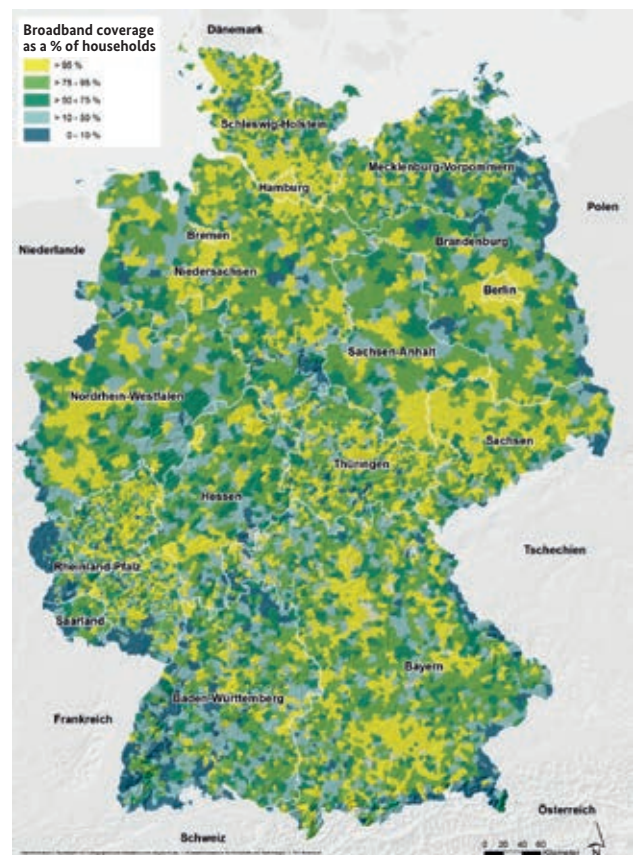 Broadband coverage
as a % of households
> 95 %
> 75 - 95 %
> 50 - 75 %
> 10 - 50 %
0 - 10 %
Dänemark
Schleswig-Holstein
Mecklenburg-Vorpommern
Hamburg
Polen
Bremen
Brandenburg
Niederlande
Niedersachsen
Berlin
Sachsen-Anhalt
Nordrhein-Westfalen
Sachsen
Thüringen
Hessen
Tschechien
Rheinland-Pfalz
Saarland
Bayern
Baden-Württemberg
Frankreich
Österreich
Schweiz
0 20 40 60
N